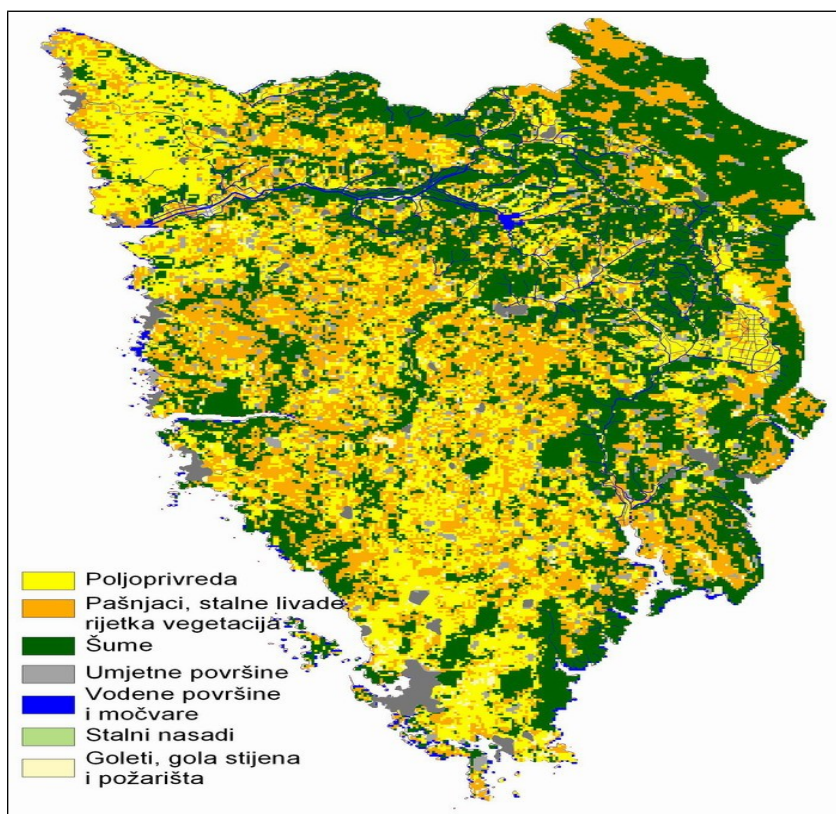 Poljoprivreda
Pašnjaci, stalne livade,
rijetka vegetacija
Šume
Umjetne površine
Vodene površine
i močvare
Stalni nasadi
Goleti, gola stijena
i požarišta